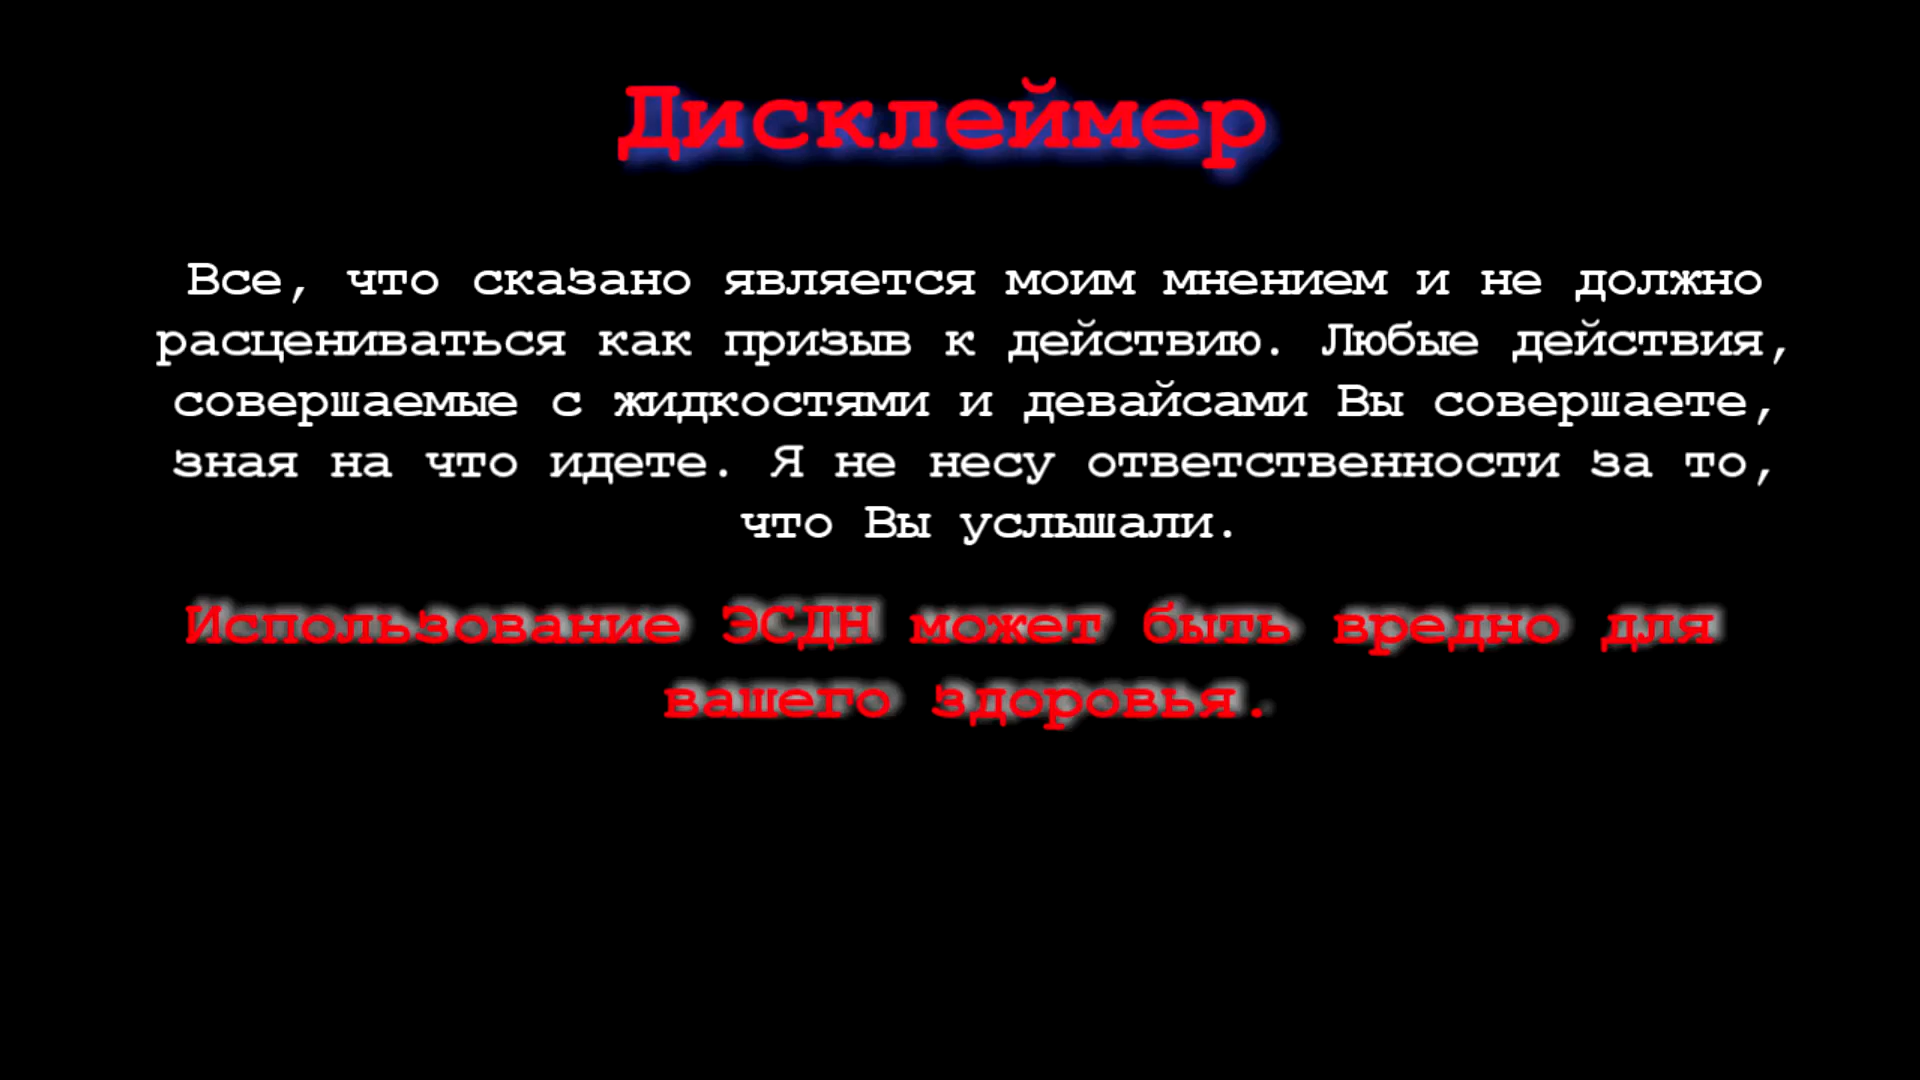 Дисклеймер
Все, что сказано является моим мнением и не должно
расцениваться как призыв к действию. Любые действия,
совершаемые с жидкостями и девайсами Вы совершаете,
зная на что идете. Я не несу ответственности за то,
что Вы услышали.
Использование ЭСДН может быть вредно для
вашего здоровья.